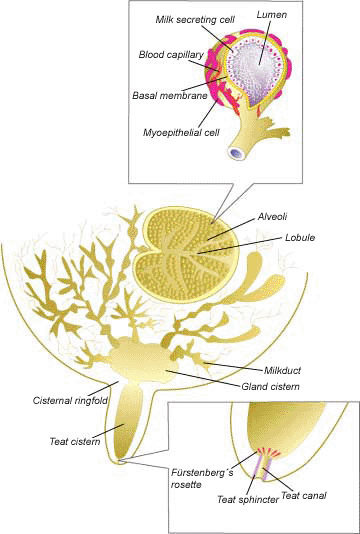 Milk secreting cell
Lumen
Blood capillary
Basal membrane
Myoepithelial cell
Alveoli
Lobule
Milkduct
Gland cistern
Cisternal ringfold
Teat cistern
Fürstenberg´s
rosette
Teat sphincter
Teat canal